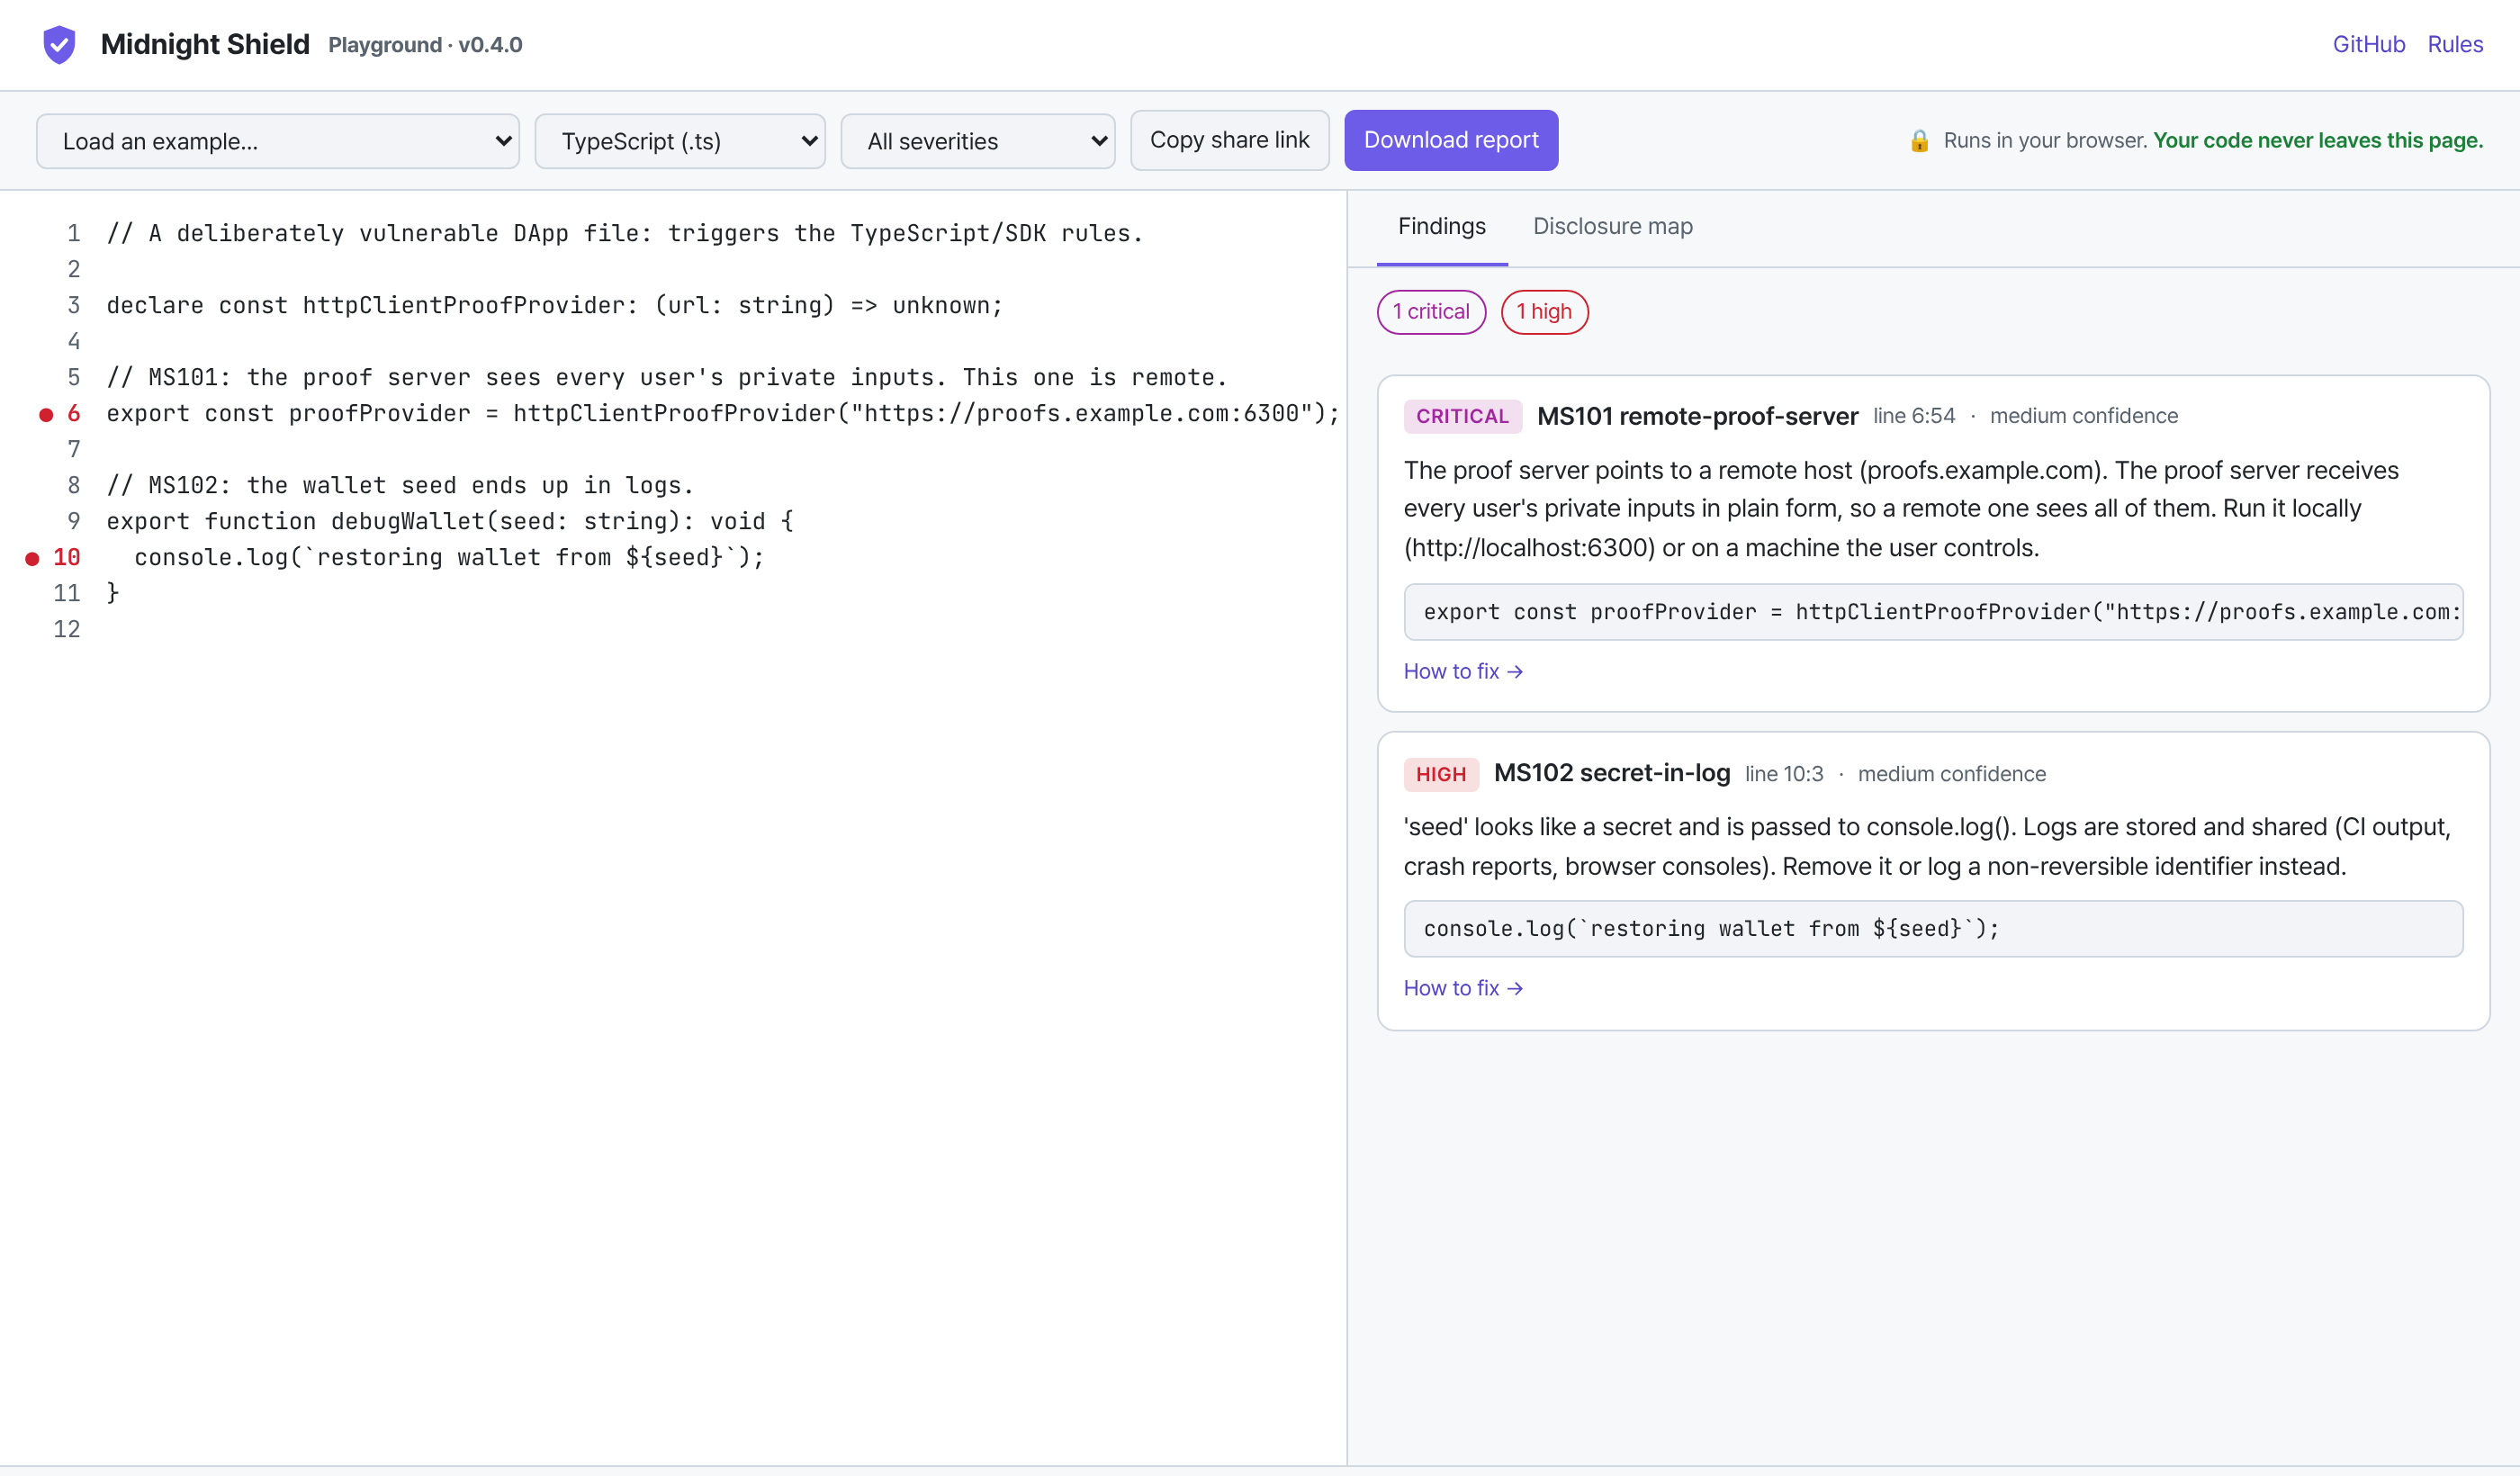 Midnight Shield Playground · v0.4.0 GitHub Rules
Load an example... TypeScript (.ts) All severities Copy share link Download report 🔒 Runs in your browser. Your code never leaves this page.
1 // A deliberately vulnerable DApp file: triggers the TypeScript/SDK rules.
2
3 declare const httpClientProofProvider: (url: string) => unknown;
4
5 // MS101: the proof server sees every user's private inputs. This one is remote.
6 export const proofProvider = httpClientProofProvider("https://proofs.example.com:6300");
7
8 // MS102: the wallet seed ends up in logs.
9 export function debugWallet(seed: string): void {
10   console.log(`restoring wallet from ${seed}`);
11 }
12
Findings Disclosure map
1 critical 1 high
CRITICAL MS101 remote-proof-server line 6:54 · medium confidence
The proof server points to a remote host (proofs.example.com). The proof server receives
every user's private inputs in plain form, so a remote one sees all of them. Run it locally
(http://localhost:6300) or on a machine the user controls.
export const proofProvider = httpClientProofProvider("https://proofs.example.com:
How to fix →
HIGH MS102 secret-in-log line 10:3 · medium confidence
'seed' looks like a secret and is passed to console.log(). Logs are stored and shared (CI output,
crash reports, browser consoles). Remove it or log a non-reversible identifier instead.
console.log(`restoring wallet from ${seed}`);
How to fix →